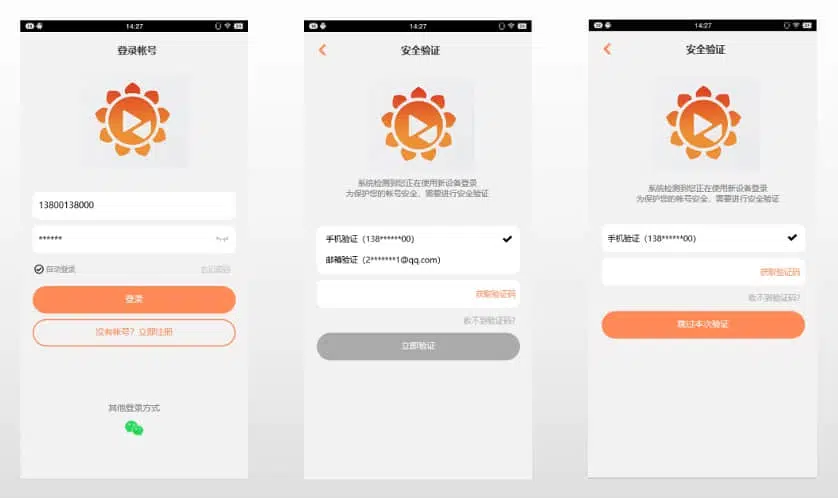 14:27
登录帐号
13800138000
******
自动登录
忘记密码
登录
没有帐号？立即注册
其他登录方式
14:27
安全验证
系统检测到您正在使用新设备登录
为保护您的帐号安全，需要进行安全验证
手机验证（138******00）
邮箱验证（2*******1@qq.com）
获取验证码
收不到验证码？
立即验证
14:27
安全验证
系统检测到您正在使用新设备登录
为保护您的帐号安全，需要进行安全验证
手机验证（138******00）
获取验证码
收不到验证码？
跳过本次验证